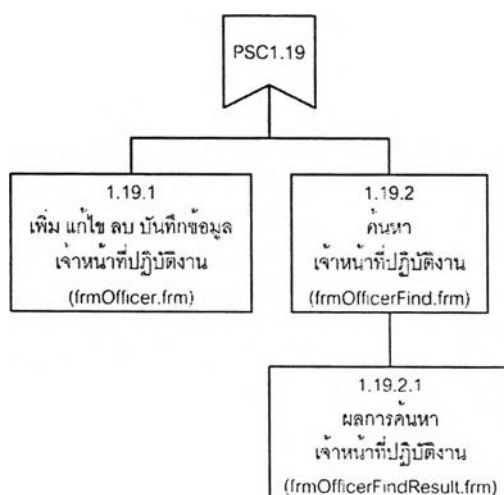 PSC1.19
1.19.1
เพิ่ม แก้ไข ลบ บันทึกข้อมูล
เจ้าหน้าที่ปฏิบัติงาน
(frmOfficer.frm)
1.19.2
ค้นหา
เจ้าหน้าที่ปฏิบัติงาน
(frmOfficerFind.frm)
1.19.2.1
ผลการค้นหา
เจ้าหน้าที่ปฏิบัติงาน
(frmOfficerFindResult.frm)